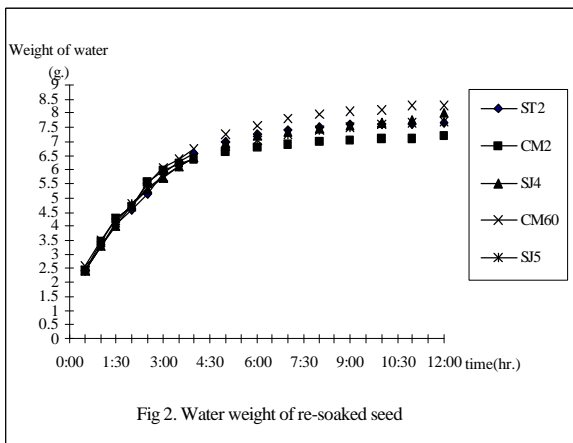 Weight of water
(g.)
9
8.5
8
7.5
7
6.5
6
5.5
5
4.5
4
3.5
3
2.5
2
1.5
1
0.5
0
0:00 1:30 3:00 4:30 6:00 7:30 9:00 10:30 12:00 time(hr.)
ST2
CM2
SJ4
CM60
SJ5
Fig 2. Water weight of re-soaked seed